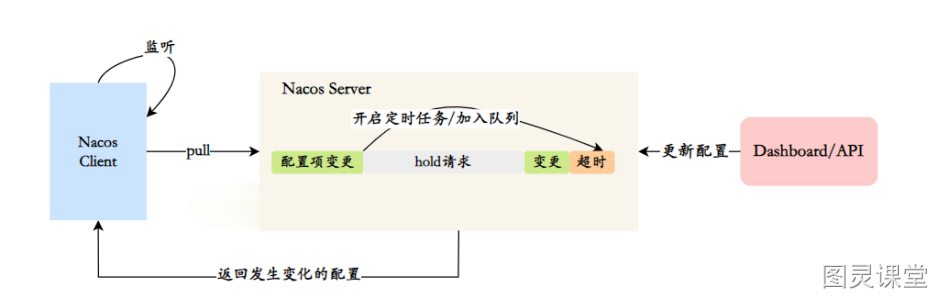 监听
Nacos Server
开启定时任务/加入队列
Nacos
Client
pull
配置项变更
hold请求
变更
超时
更新配置
Dashboard/API
返回发生变化的配置
图灵课堂